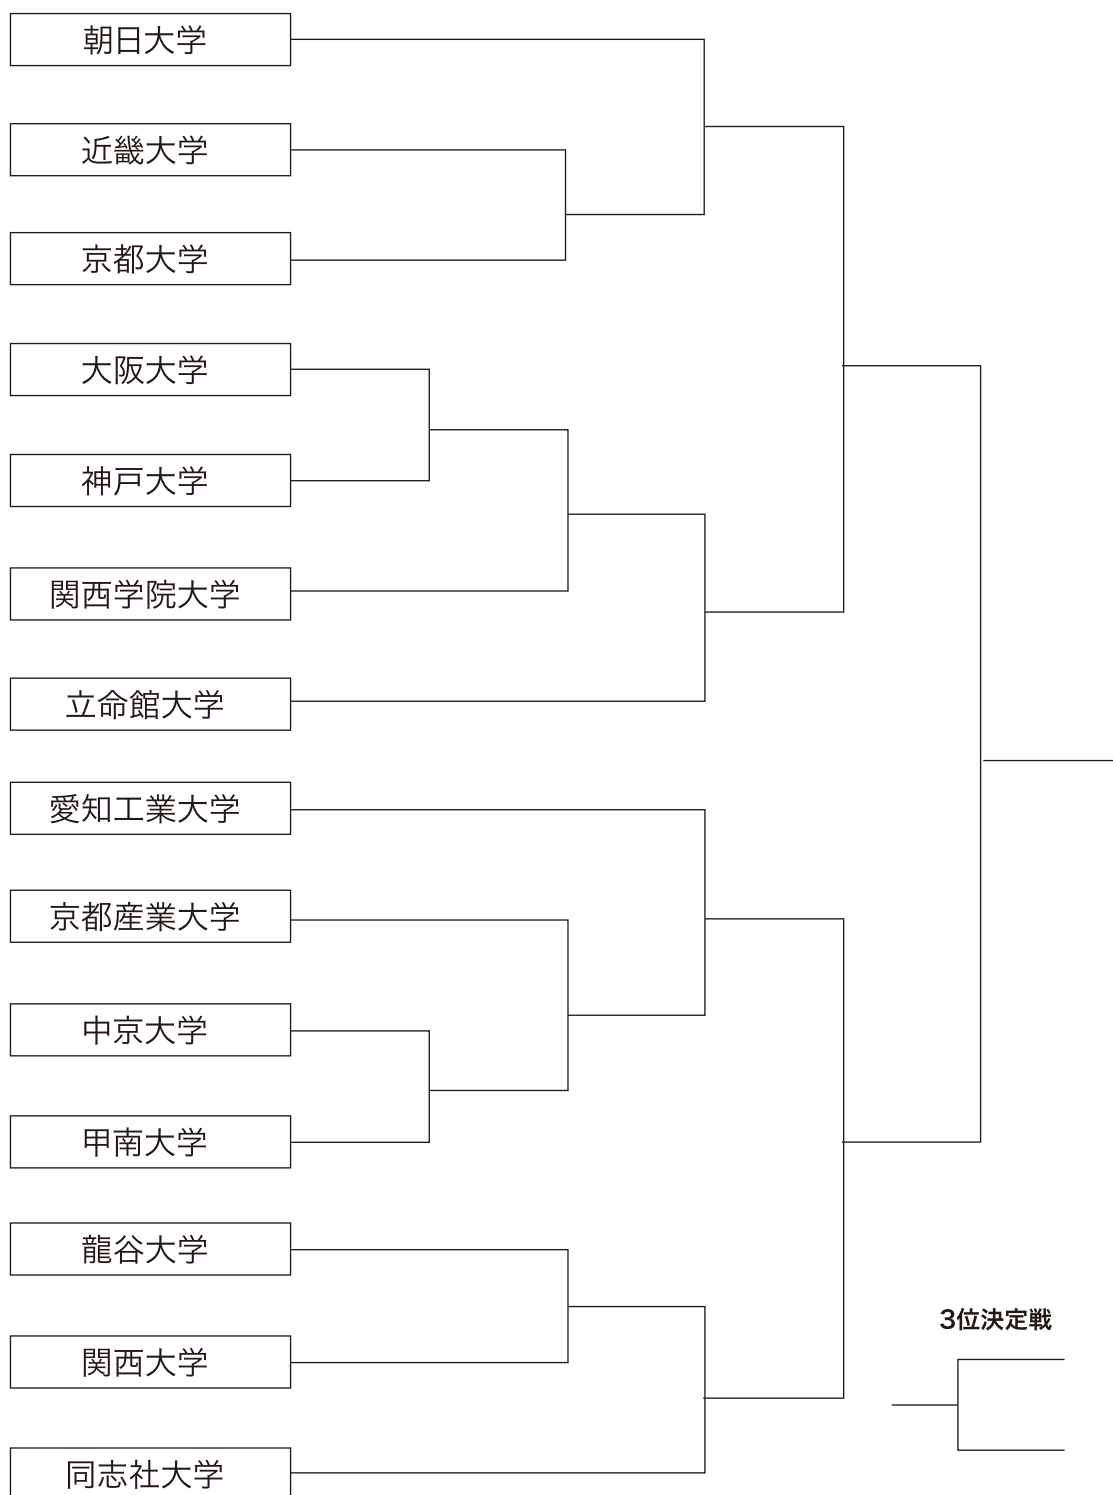 朝日大学
近畿大学
京都大学
大阪大学
神戸大学
関西学院大学
立命館大学
愛知工業大学
京都産業大学
中京大学
甲南大学
龍谷大学
関西大学
同志社大学
3位決定戦